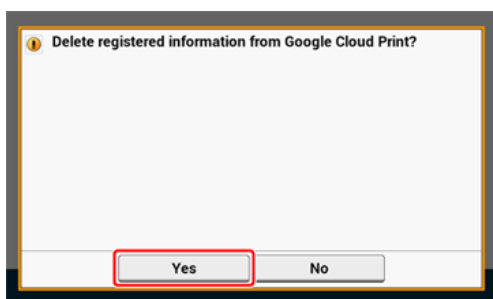 Delete registered information from Google Cloud Print?
Yes
No